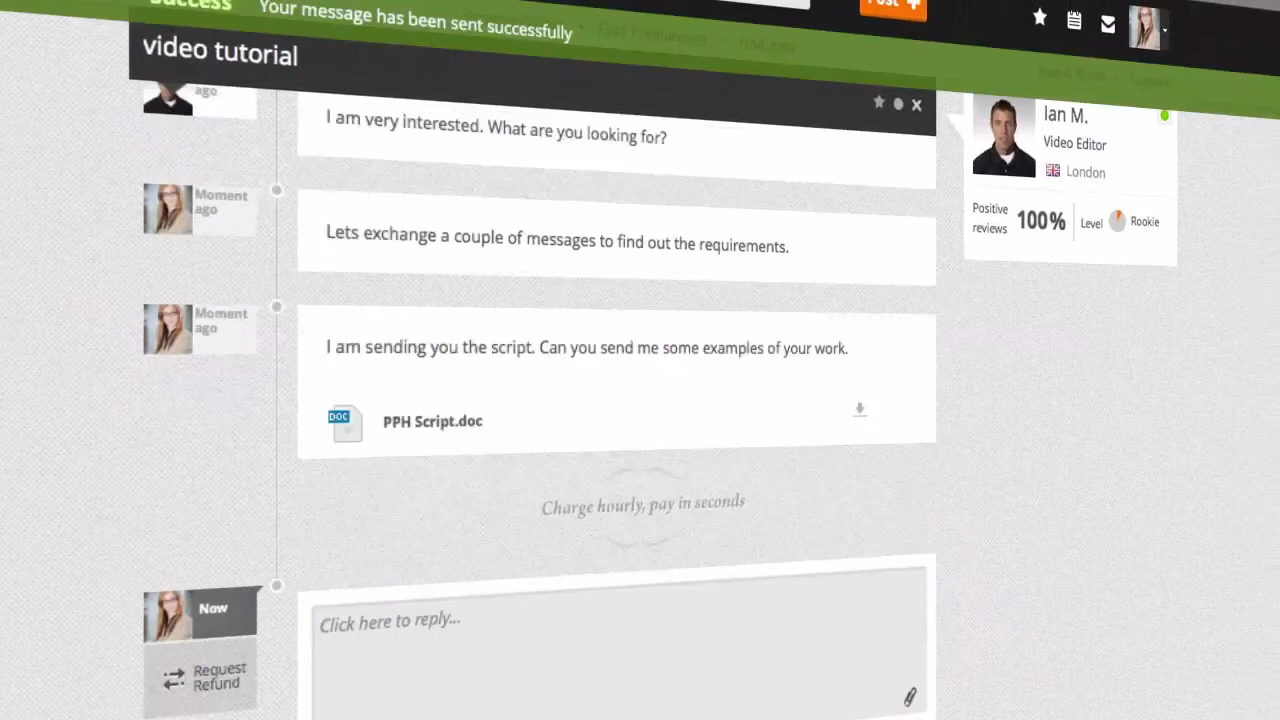 Success Your message has been sent successfully
Post
video tutorial
ago
I am very interested. What are you looking for?
Ian M.
Video Editor
London
Positive
reviews
100%
Level
Rookie
Moment
ago
Lets exchange a couple of messages to find out the requirements.
Moment
ago
I am sending you the script. Can you send me some examples of your work.
DOC
PPH Script.doc
Charge hourly, pay in seconds
Now
Click here to reply...
Request
Refund